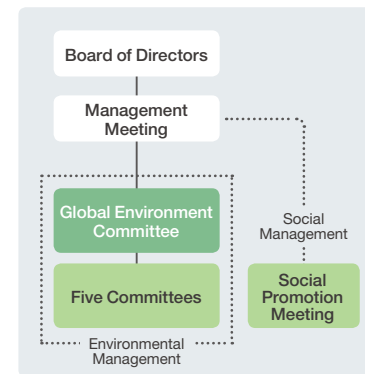 Board of Directors
Management
Meeting
Global Environment
Committee
Social
Management
Five Committees
Social
Promotion
Meeting
Environmental
Management